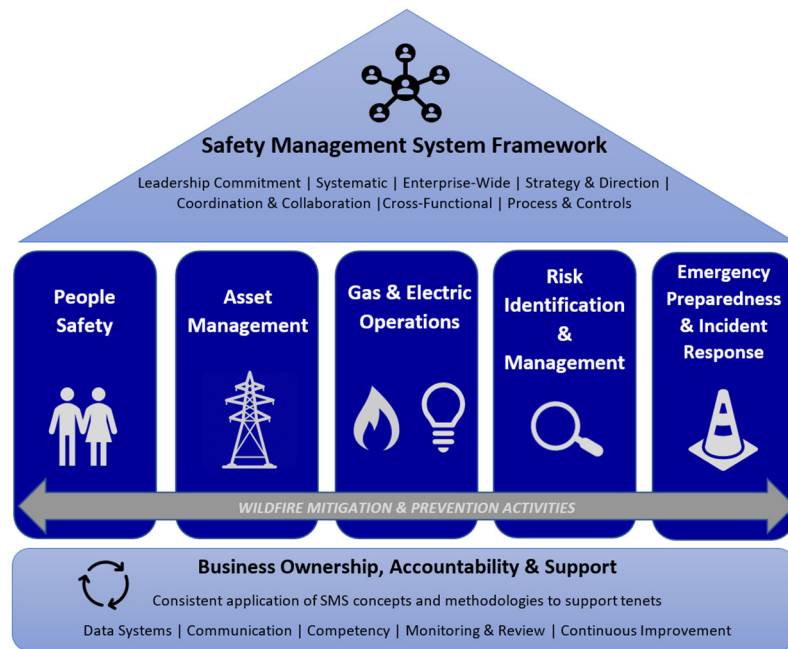 Safety Management System Framework
Leadership Commitment | Systematic | Enterprise-Wide | Strategy & Direction |
Coordination & Collaboration |Cross-Functional | Process & Controls
People
Safety
Asset
Management
Gas & Electric
Operations
Risk
Identification
&
Management
Emergency
Preparedness
& Incident
Response
WILDFIRE MITIGATION & PREVENTION ACTIVITIES
Business Ownership, Accountability & Support
Consistent application of SMS concepts and methodologies to support tenets
Data Systems | Communication | Competency | Monitoring & Review | Continuous Improvement